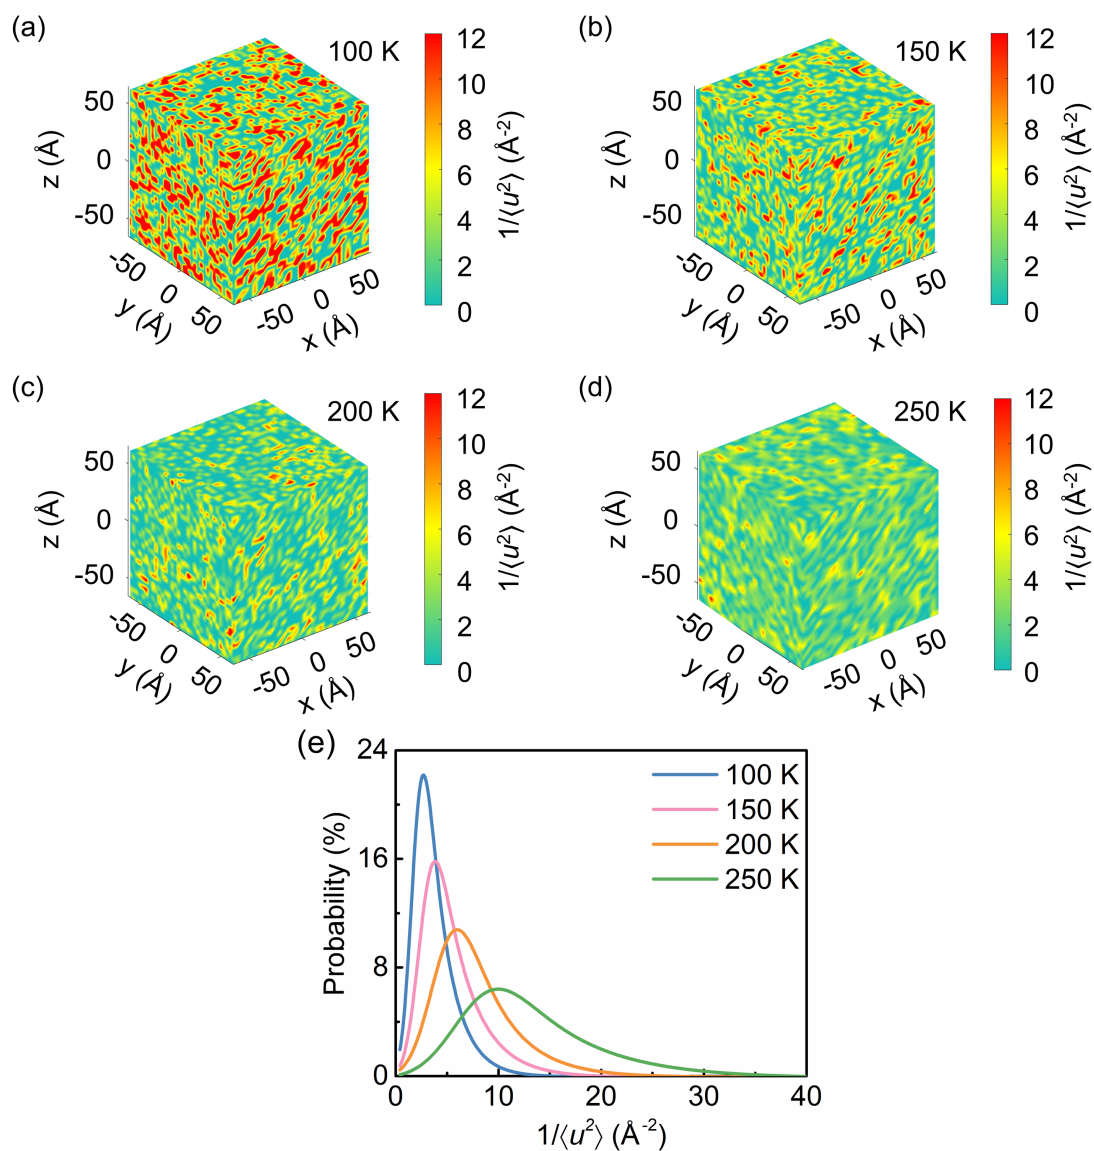 (a)
100 K
12
10
8
6
4
2
0
1/⟨u²⟩ (Å⁻²)
50
0
-50
z (Å)
-50
0
50
y (Å)
-50
0
50
x (Å)
(b)
150 K
12
10
8
6
4
2
0
1/⟨u²⟩ (Å⁻²)
50
0
-50
z (Å)
-50
0
50
y (Å)
-50
0
50
x (Å)
(c)
200 K
12
10
8
6
4
2
0
1/⟨u²⟩ (Å⁻²)
50
0
-50
z (Å)
-50
0
50
y (Å)
-50
0
50
x (Å)
(d)
250 K
12
10
8
6
4
2
0
1/⟨u²⟩ (Å⁻²)
50
0
-50
z (Å)
-50
0
50
y (Å)
-50
0
50
x (Å)
(e)
24
16
8
0
Probability (%)
100 K
150 K
200 K
250 K
0 10 20 30 40
1/⟨u²⟩ (Å⁻²)